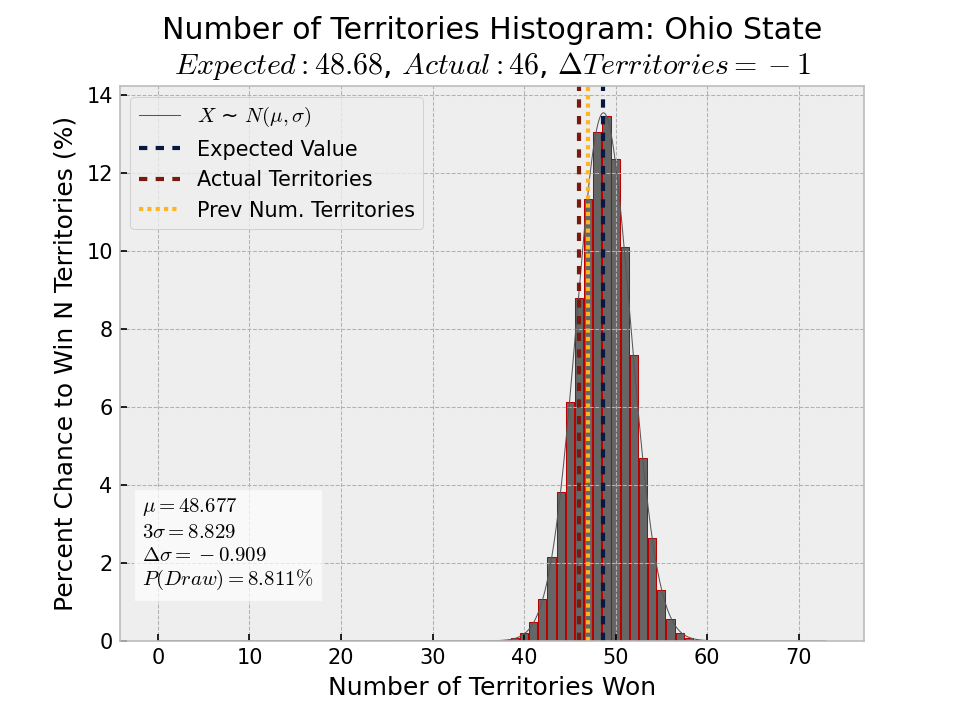 Number of Territories Histogram: Ohio State
Expected : 48.68, Actual : 46, ΔTerritories = −1
Percent Chance to Win N Territories (%)
14
12
10
8
6
4
2
0
X ~ N(μ, σ)
Expected Value
Actual Territories
Prev Num. Territories
μ = 48.677
3σ = 8.829
Δσ = −0.909
P(Draw) = 8.811%
0 10 20 30 40 50 60 70
Number of Territories Won